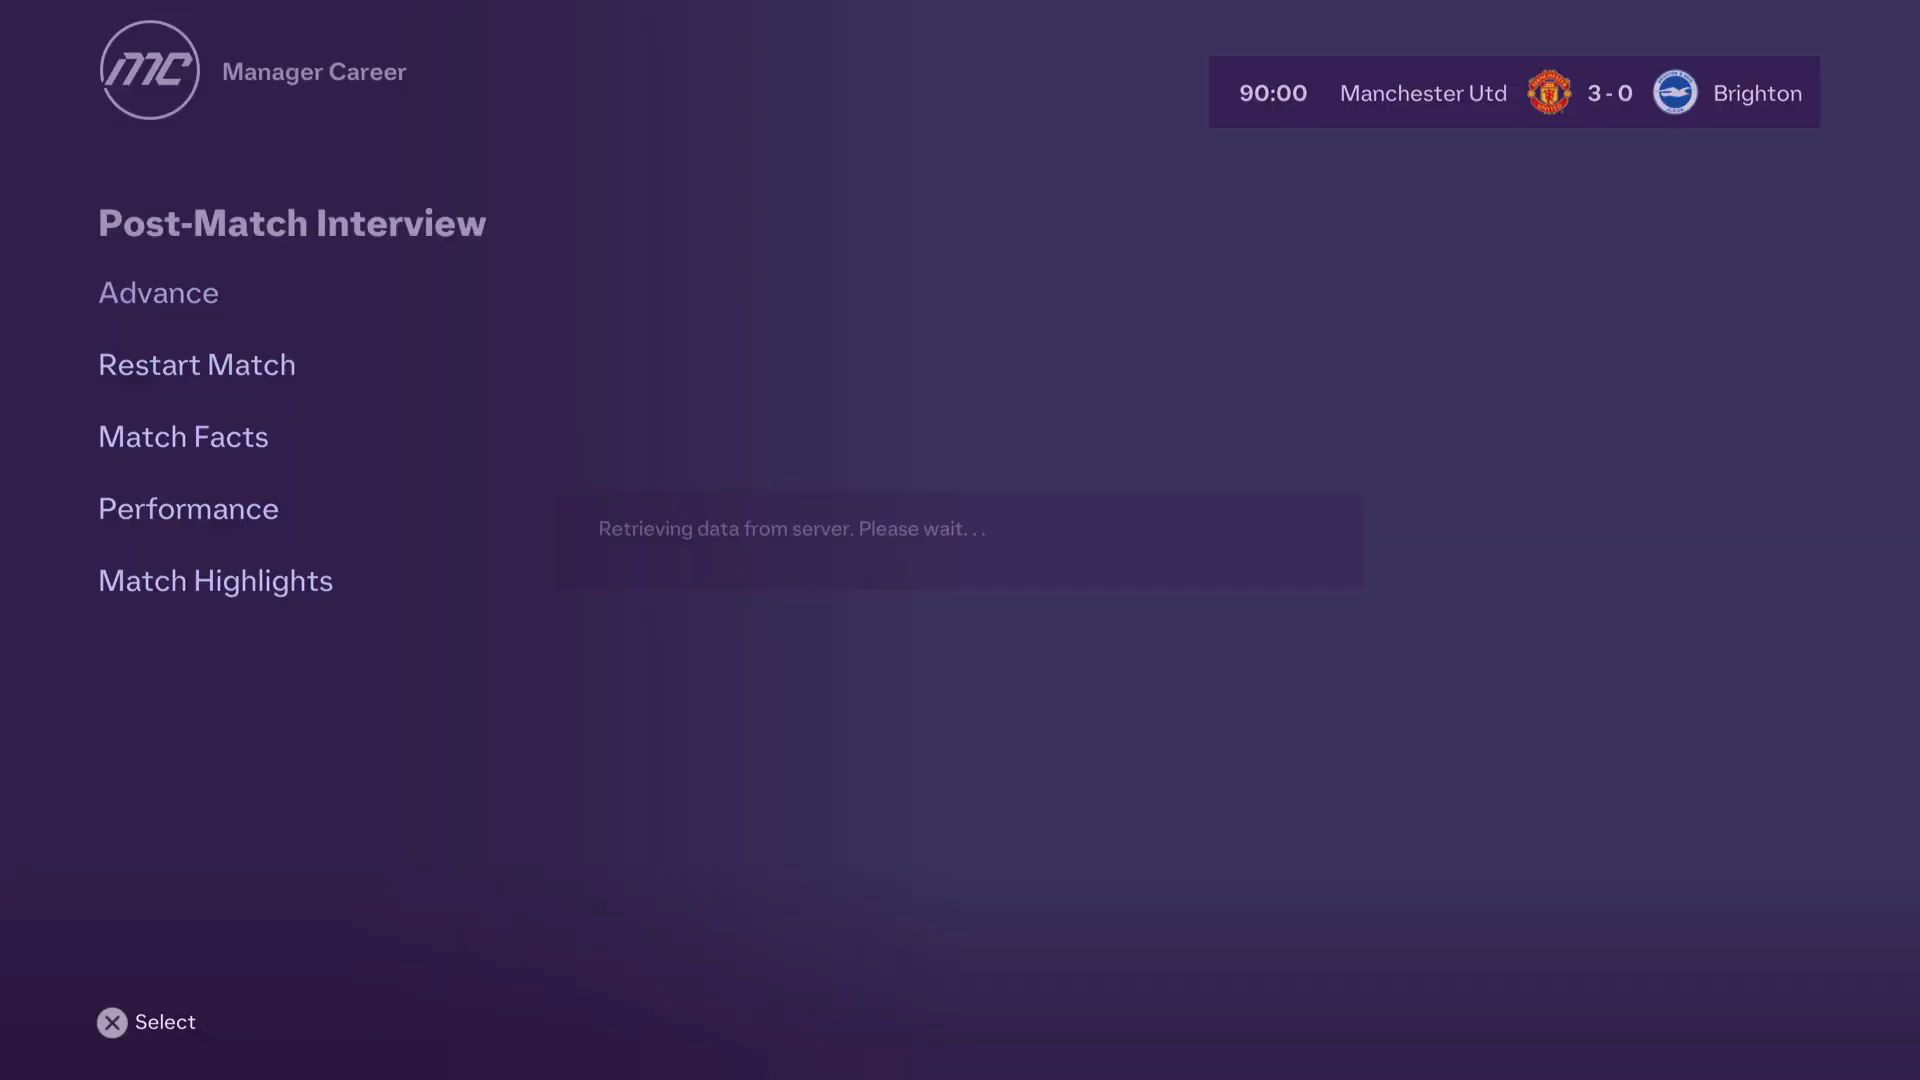 MC Manager Career
90:00 Manchester Utd 3 - 0 Brighton
Post-Match Interview
Advance
Restart Match
Match Facts
Performance
Retrieving data from server. Please wait...
Match Highlights
Select